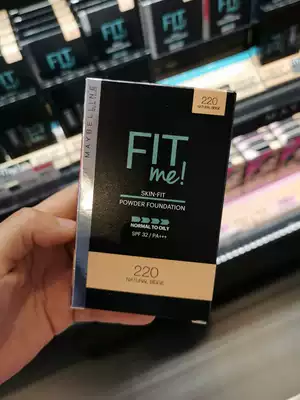 FIT
220
NATURAL BEIGE
MAYBELLINE
FIT
me!
SKIN-FIT
POWDER FOUNDATION
NORMAL TO OILY
SPF 32 / PA+++
220
NATURAL BEIGE